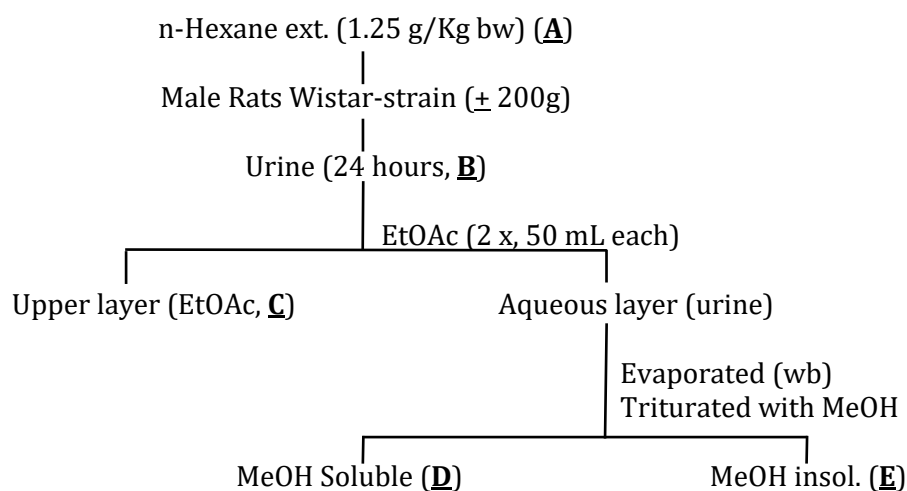 n-Hexane ext. (1.25 g/Kg bw) (A)
Male Rats Wistar-strain (± 200g)
Urine (24 hours, B)
EtOAc (2 x, 50 mL each)
Upper layer (EtOAc, C)
Aqueous layer (urine)
Evaporated (wb)
Triturated with MeOH
MeOH Soluble (D)
MeOH insol. (E)